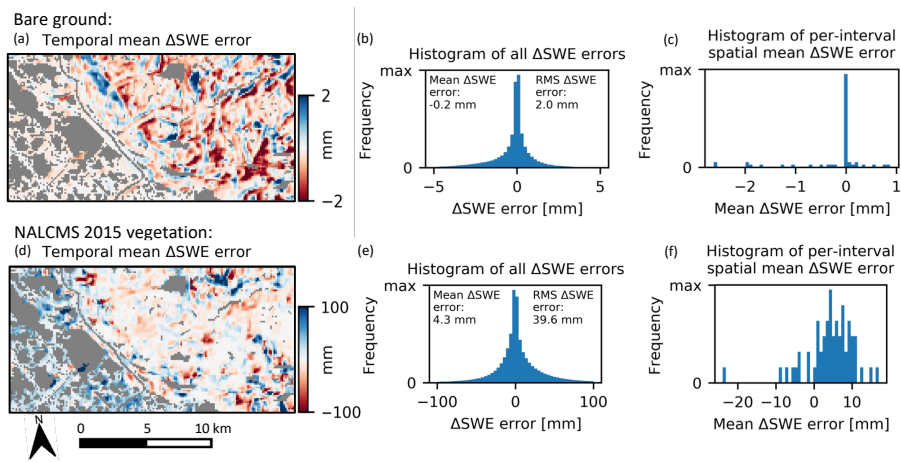 Bare ground:
(a) Temporal mean ΔSWE error
2
mm
−2
(b)
Histogram of all ΔSWE errors
max
Mean ΔSWE
error:
-0.2 mm
RMS ΔSWE
error:
2.0 mm
Frequency
0
−5 0 5
ΔSWE error [mm]
(c)
Histogram of per-interval
spatial mean ΔSWE error
max
Frequency
0
−2 −1 0 1
Mean ΔSWE error [mm]
NALCMS 2015 vegetation:
(d) Temporal mean ΔSWE error
100
mm
−100
N
0 5 10 km
(e)
Histogram of all ΔSWE errors
max
Mean ΔSWE
error:
4.3 mm
RMS ΔSWE
error:
39.6 mm
Frequency
0
−100 0 100
ΔSWE error [mm]
(f)
Histogram of per-interval
spatial mean ΔSWE error
max
Frequency
0
−20 −10 0 10
Mean ΔSWE error [mm]